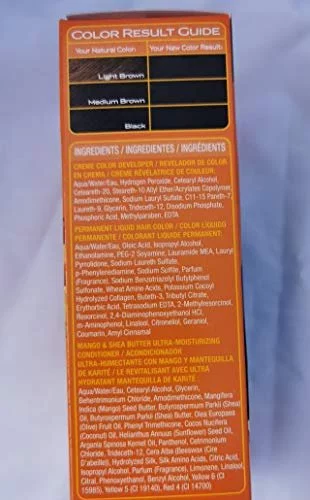 COLOR RESULT GUIDE
Your Natural Color: Your New Color Result:
Light Brown
Medium Brown
Black
INGREDIENTS / INGREDIENTES / INGRÉDIENTS
CREME COLOR DEVELOPER / REVELADOR DE COLOR
EN CREMA / CRÈME RÉVÉLATRICE DE COULEUR:
Aqua/Water/Eau, Hydrogen Peroxide, Cetearyl Alcohol,
Ceteareth-20, Steareth-10 Allyl Ether/Acrylates Copolymer,
Amodimethicone, Sodium Lauryl Sulfate, C11-15 Pareth-7,
Laureth-9, Glycerin, Trideceth-12, Disodium Phosphate,
Phosphoric Acid, Methylparaben, EDTA
PERMANENT LIQUID HAIR COLOR / COLOR LÍQUIDO
PERMANENTE / COLORANT LIQUIDE PERMANENT:
Aqua/Water/Eau, Oleic Acid, Isopropyl Alcohol,
Ethanolamine, PEG-2 Soyamine, Lauramide MEA, Lauryl
Pyrrolidone, Sodium Laureth Sulfate,
p-Phenylenediamine, Sodium Sulfite, Parfum
(Fragrance), Sodium Benzotriazolyl Butylphenol
Sulfonate, Wheat Amino Acids, Potassium Cocoyl
Hydrolyzed Collagen, Buteth-3, Tributyl Citrate,
Erythorbic Acid, Tetrasodium EDTA, 2-Methylresorcinol,
Resorcinol, 2,4-Diaminophenoxyethanol HCl,
m-Aminophenol, Linalool, Citronellol, Geraniol,
Coumarin, Amyl Cinnamal
MANGO & SHEA BUTTER ULTRA-MOISTURIZING
CONDITIONER / ACONDICIONADOR
ULTRA-HUMECTANTE CON MANGO Y MANTEQUILLA
DE KARITÉ / LE REVITALISANT AVEC ULTRA
HYDRATANT MANTEQUILLA DE KARITÉ
Aqua/Water/Eau, Cetearyl Alcohol, Glycerin,
Behentrimonium Chloride, Amodimethicone, Mangifera
Indica (Mango) Seed Butter, Butyrospermum Parkii (Sheoi
Butter), Butyrospermum Parkii (Shea) Butter Olea Europaea
(Olive) Fruit Oil, Phenyl Trimethicone, Cocos Nucifera
(Coconut) Oil, Helianthus Annuus (Sunflower) Seed Oil,
Argania Spinosa Kernel Oil, Panthenol, Cetrimonium
Chloride, Trideceth-12, Cera Alba/Beeswax (Cire
D'abeille), Hydrolyzed Silk, Silk Amino Acids, Citric Acid,
Isopropyl Alcohol, Parfum (Fragrance), Limonene, Linalool,
Citral, Phenoxyethanol, Benzyl Alcohol, Yellow 6 (CI
15985), Yellow 5 (CI 19140), Red 4 (CI 14700)